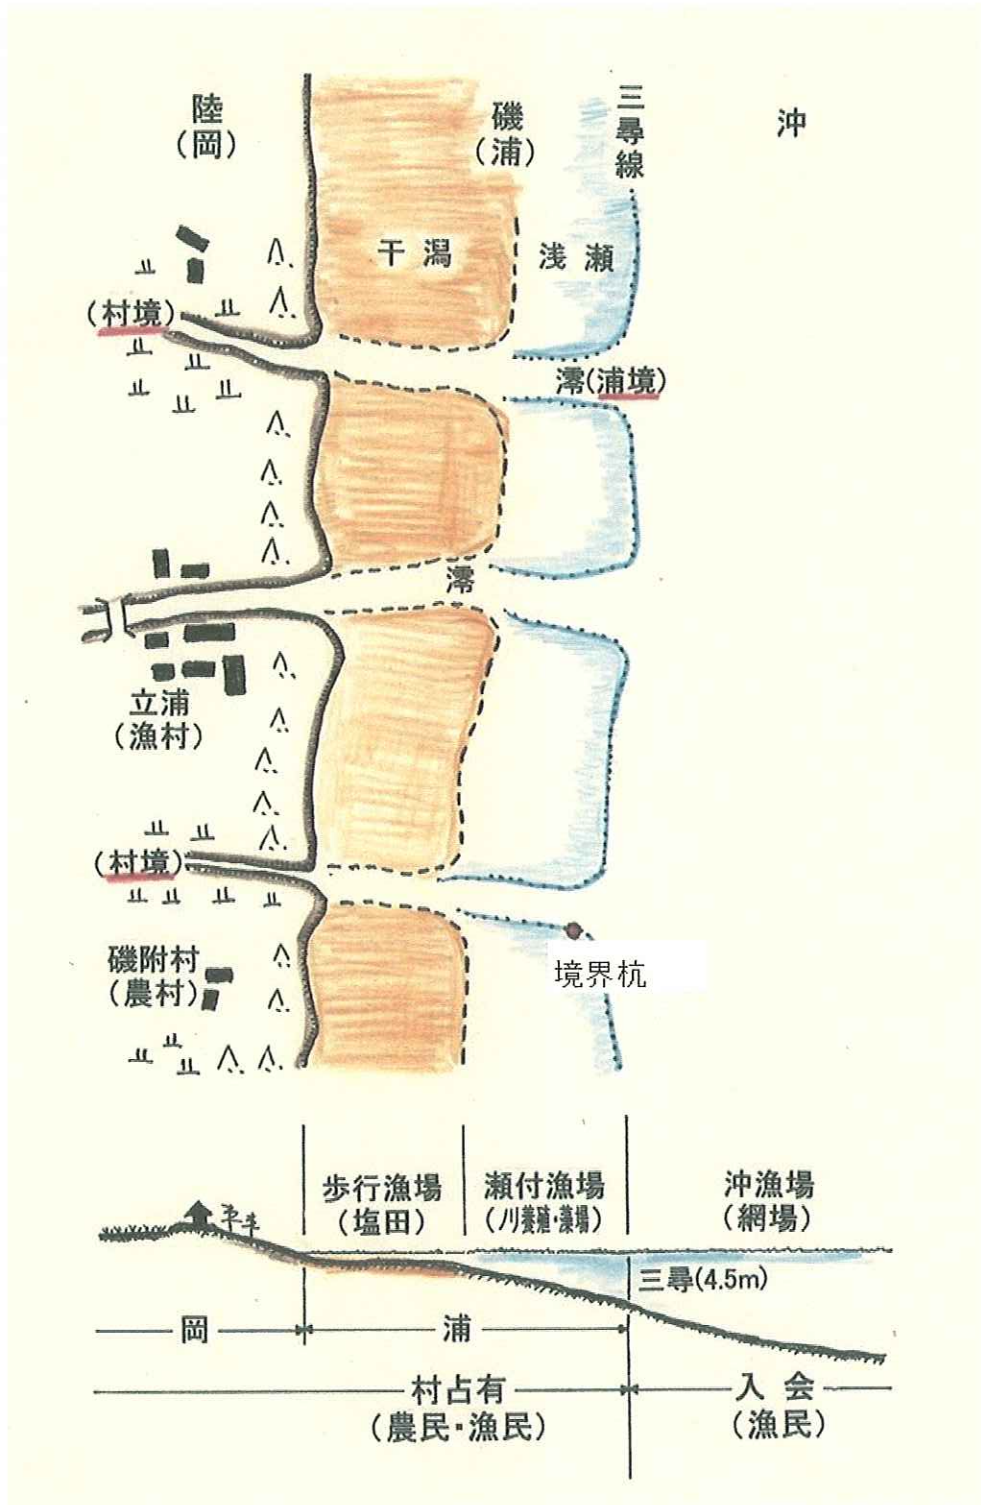 陸
(岡)
磯
(浦)
三尋線
沖
干潟
浅瀬
(村境)
澪(浦境)
澪
立浦
(漁村)
(村境)
磯附村
(農村)
境界杭
歩行漁場
(塩田)
瀬付漁場
(ノリ養殖・藻場)
沖漁場
(網場)
三尋(4.5m)
岡
浦
村占有
(農民・漁民)
入会
(漁民)